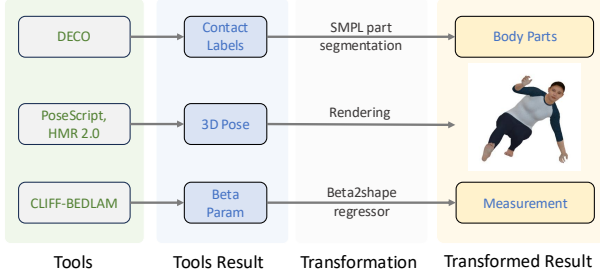 DECO
Contact
Labels
SMPL part
segmentation
Body Parts
PoseScript,
HMR 2.0
3D Pose
Rendering
CLIFF-BEDLAM
Beta
Param
Beta2shape
regressor
Measurement
Tools
Tools Result
Transformation
Transformed Result